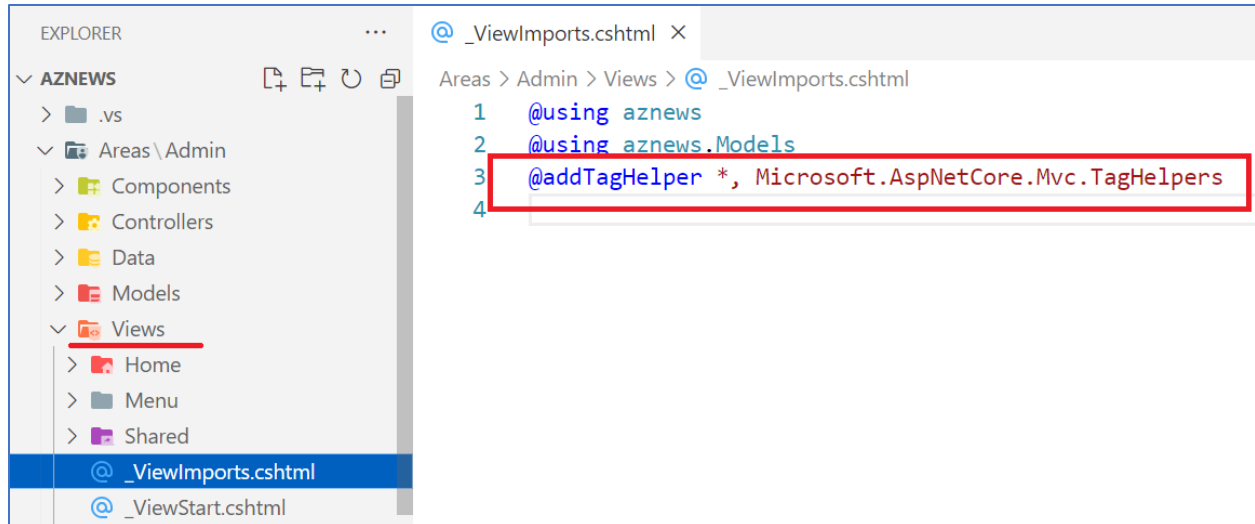 EXPLORER ...
_ViewImports.cshtml ×
AZNEWS
Areas > Admin > Views > @ _ViewImports.cshtml
.vs
Areas\Admin
Components
Controllers
Data
Models
Views
Home
Menu
Shared
@ _ViewImports.cshtml
@ _ViewStart.cshtml
1 @using aznews
2 @using aznews.Models
3 @addTagHelper *, Microsoft.AspNetCore.Mvc.TagHelpers
4